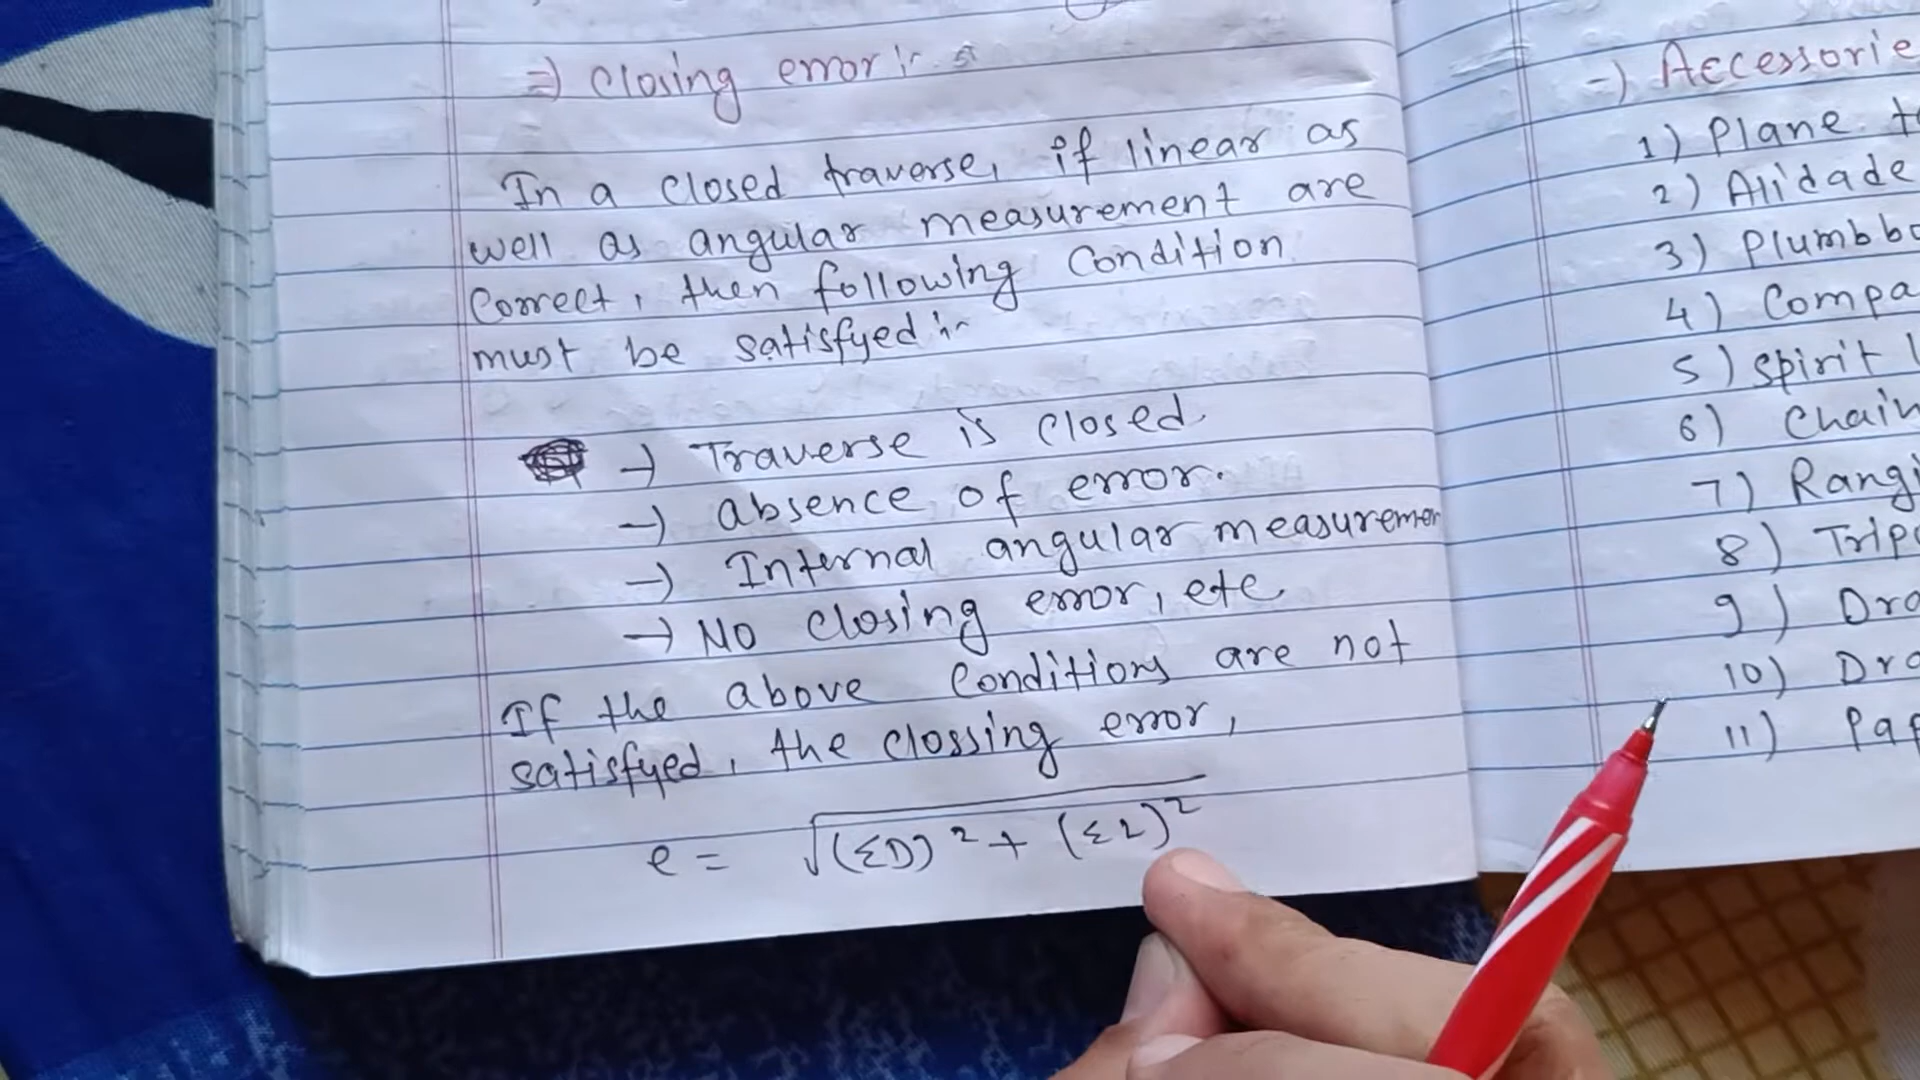 =) Closing error :-
In a closed traverse, if linear as
well as angular measurement are
Correct, then following Condition
must be satisfyed :-
→ Traverse is closed.
→ absence of error.
→ Internal angular measuremen
→ No closing error, etc
If the above Conditions are not
satisfyed, the clossing error,
e = √(ΣD)² + (ΣL)²
-) Accessorie
1) Plane t
2) Alidade
3) Plumbbo
4) Compa
5) spirit l
6) Chain
7) Rangi
8) Tripo
9) Dra
10) Dra
11) Pap